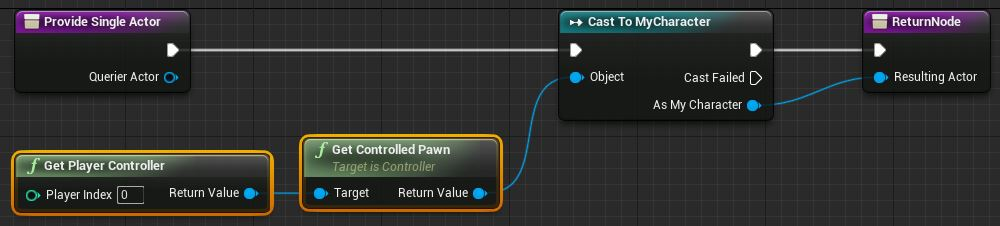 Provide Single Actor
Querier Actor
Cast To MyCharacter
Object
Cast Failed
As My Character
ReturnNode
Resulting Actor
f Get Player Controller
Player Index 0 Return Value
f Get Controlled Pawn
Target is Controller
Target Return Value